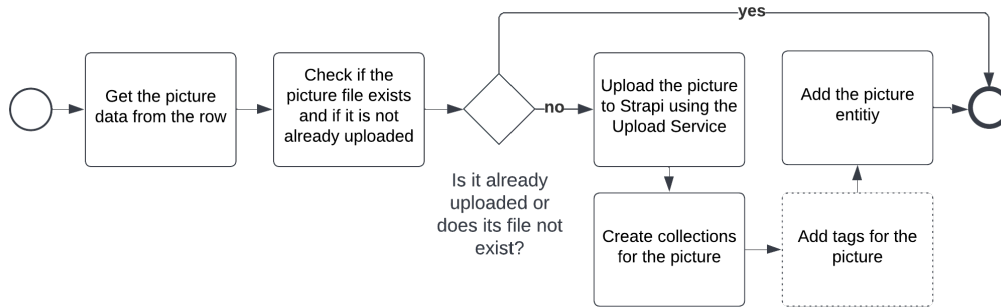 yes
Get the picture
data from the row
Check if the
picture file exists
and if it is not
already uploaded
no
Upload the picture
to Strapi using the
Upload Service
Add the picture
entitiy
Is it already
uploaded or
does its file not
exist?
Create collections
for the picture
Add tags for the
picture